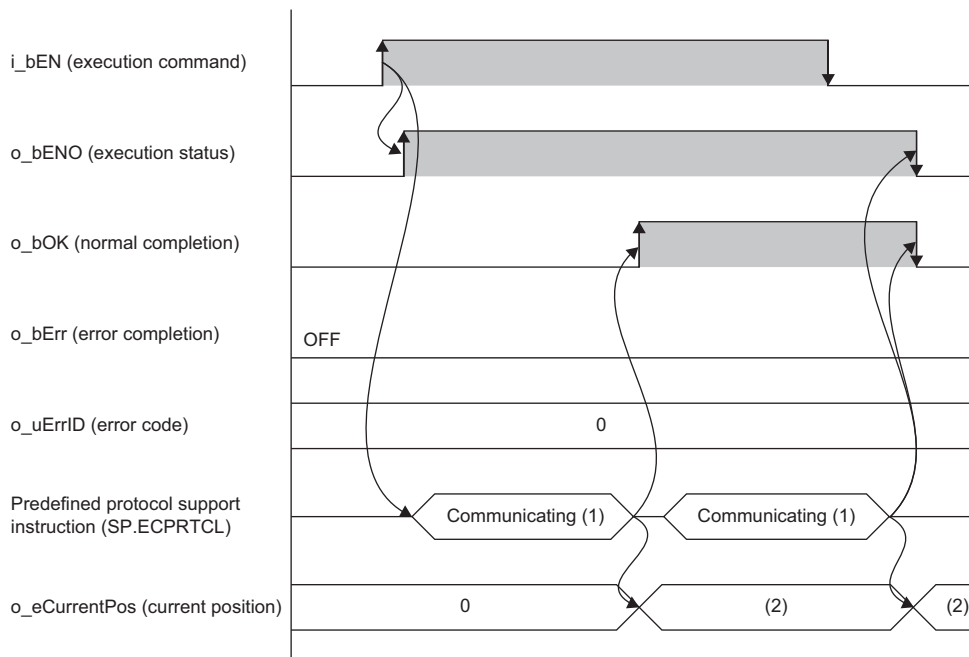 i_bEN (execution command)
o_bENO (execution status)
o_bOK (normal completion)
o_bErr (error completion)
OFF
o_uErrID (error code)
0
Predefined protocol support
instruction (SP.ECPRTCL)
Communicating (1)
Communicating (1)
o_eCurrentPos (current position)
0
(2)
(2)